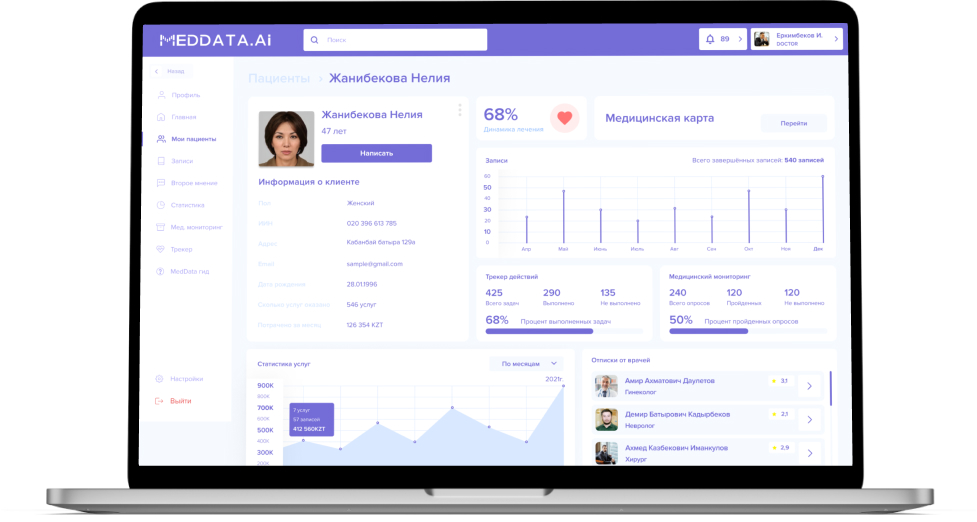 MEDDATA.Ai
Поиск
89
Еркимбеков И.
DOCTOR
Назад
Профиль
Главная
Мои пациенты
Записи
Второе мнение
Статистика
Мед. мониторинг
Трекер
MedData гид
Настройки
Выйти
Пациенты › Жанибекова Нелия
Жанибекова Нелия
47 лет
Написать
Информация о клиенте
Пол Женский
ИИН 020 396 613 785
Адрес Кабанбай батыра 129а
Email sample@gmail.com
Дата рождения 28.01.1996
Сколько услуг оказано 546 услуг
Потрачено за месяц 126 354 KZT
68%
Динамика лечения
Медицинская карта
Перейти
Записи
Всего завершённых записей: 540 записей
60
50
40
30
20
10
0
Апр Май Июнь Июль Авг Сен Окт Ноя Дек
Трекер действий
425 290 135
Всего задач Выполнено Не выполнено
68% Процент выполненных задач
Медицинский мониторинг
240 120 120
Всего опросов Пройденных Не выполнено
50% Процент пройденных опросов
Статистика услуг
По месяцам
2021г
900K
800K
700K
600K
500K
400K
300K
200K
7 услуг
57 записей
412 560KZT
Отписки от врачей
Амир Ахматович Даулетов
Гинеколог
3.1
Демир Батырович Кадырбеков
Невролог
2.1
Ахмед Казбекович Иманкулов
Хирург
2.9